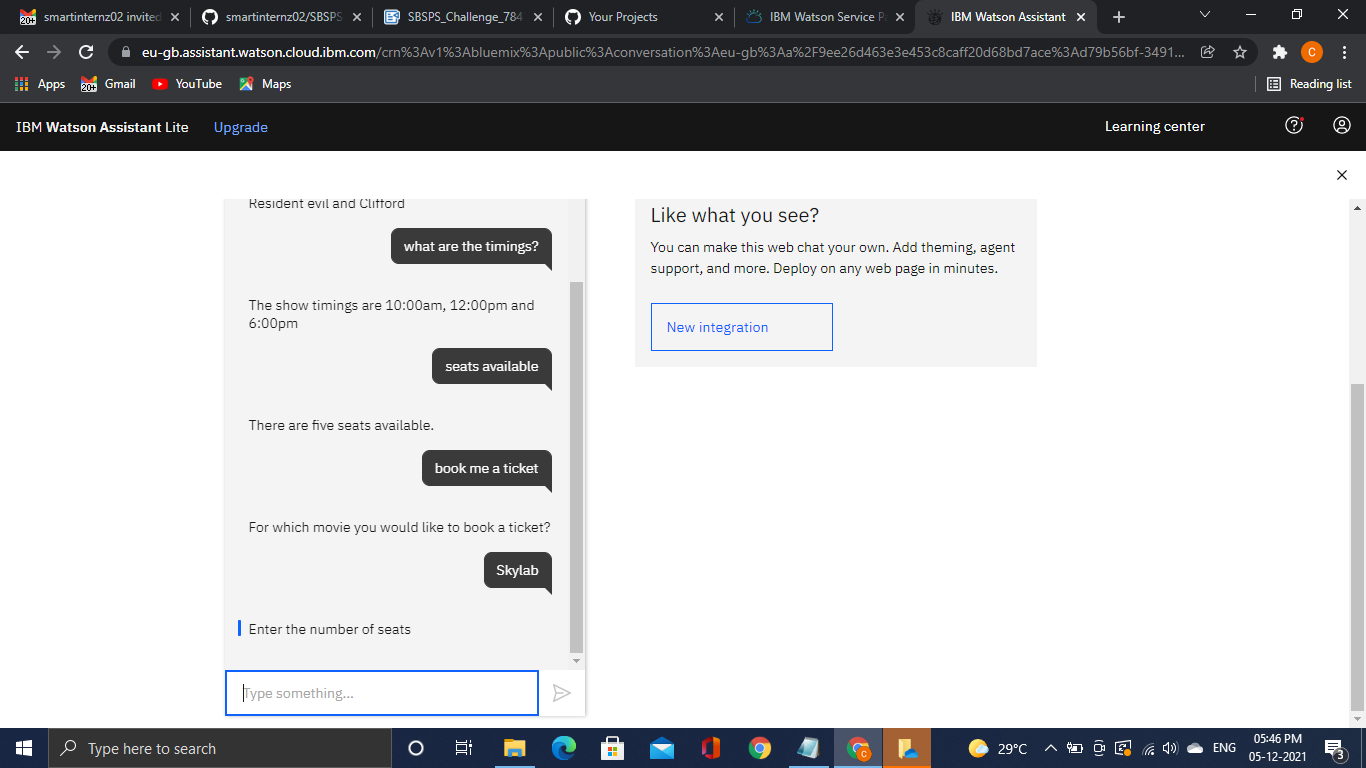 smartinternz02 invited
smartinternz02/SBSPS
SBSPS_Challenge_784
Your Projects
IBM Watson Service P
IBM Watson Assistant
eu-gb.assistant.watson.cloud.ibm.com/crn%3Av1%3Abluemix%3Apublic%3Aconversation%3Aeu-gb%3Aa%2F9ee26d463e3e453c8caff20d68bd7ace%3Ad79b56bf-3491...
C
Apps
20+
Gmail
YouTube
Maps
Reading list
IBM Watson Assistant Lite
Upgrade
Learning center
Resident evil and Clifford
what are the timings?
The show timings are 10:00am, 12:00pm and
6:00pm
seats available
There are five seats available.
book me a ticket
For which movie you would like to book a ticket?
Skylab
Enter the number of seats
Type something...
Like what you see?
You can make this web chat your own. Add theming, agent
support, and more. Deploy on any web page in minutes.
New integration
Type here to search
29°C
ENG
05:46 PM
05-12-2021
3